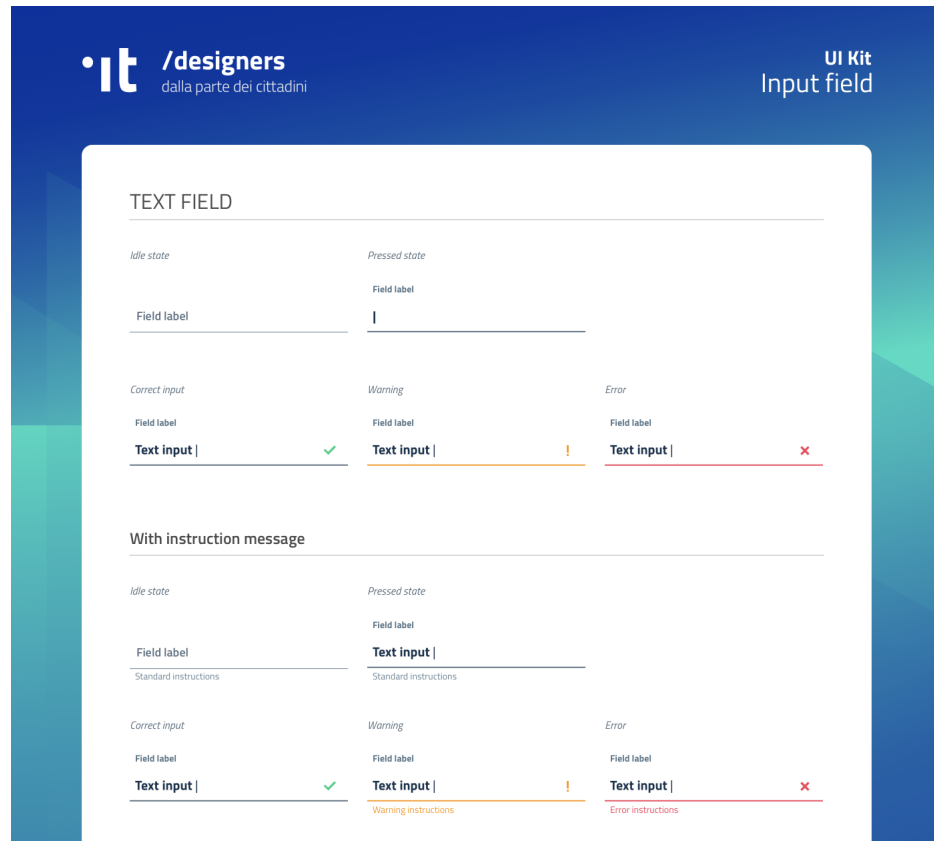 ·it /designers
dalla parte dei cittadini
UI Kit
Input field
TEXT FIELD
Idle state
Pressed state
Field label
Field label
Correct input
Warning
Error
Field label
Field label
Field label
Text input |
Text input |
!
Text input |
With instruction message
Idle state
Pressed state
Field label
Field label
Text input |
Standard instructions
Standard instructions
Correct input
Warning
Error
Field label
Field label
Field label
Text input |
Text input |
!
Text input |
Warning instructions
Error instructions